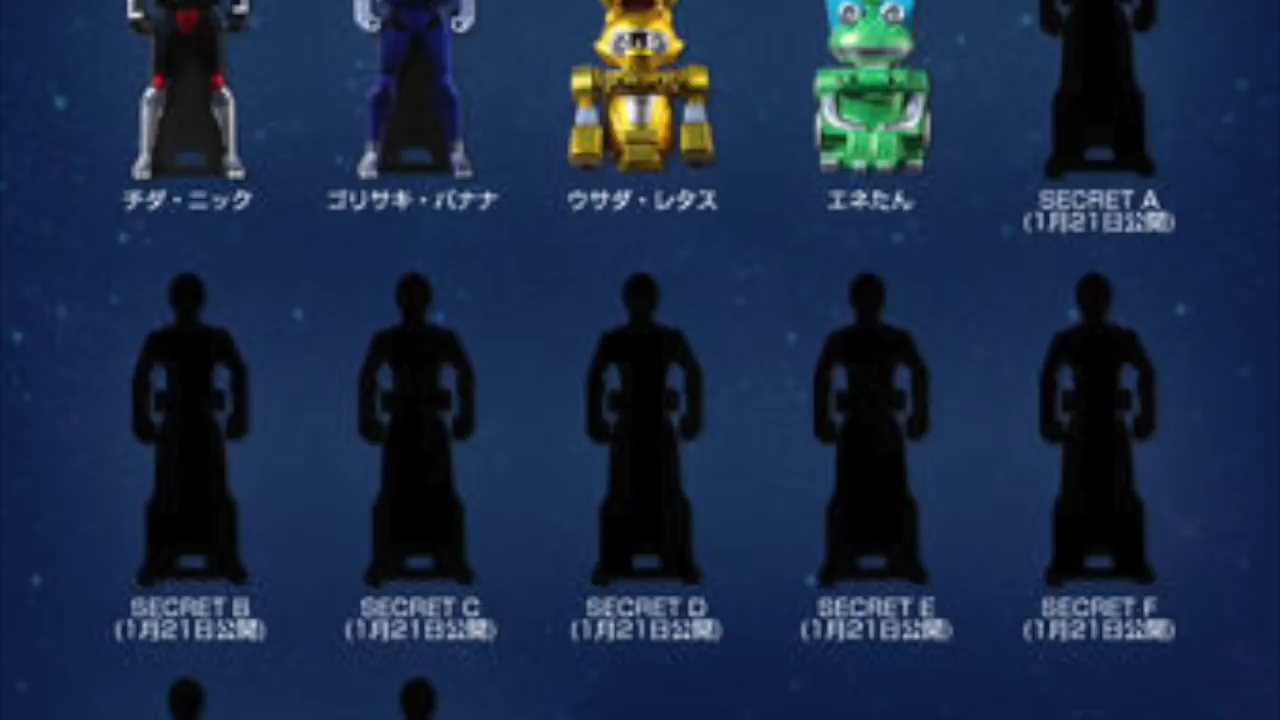 チダ・ニック
ゴリサキ・バナナ
ウサダ・レタス
エネたん
SECRET A
(1月21日公開)
SECRET B
(1月21日公開)
SECRET C
(1月21日公開)
SECRET D
(1月21日公開)
SECRET E
(1月21日公開)
SECRET F
(1月21日公開)